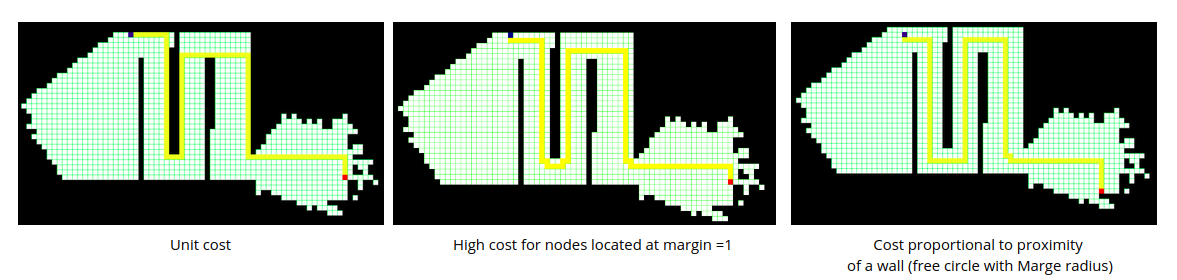 Unit cost
High cost for nodes located at margin =1
Cost proportional to proximity
of a wall (free circle with Marge radius)